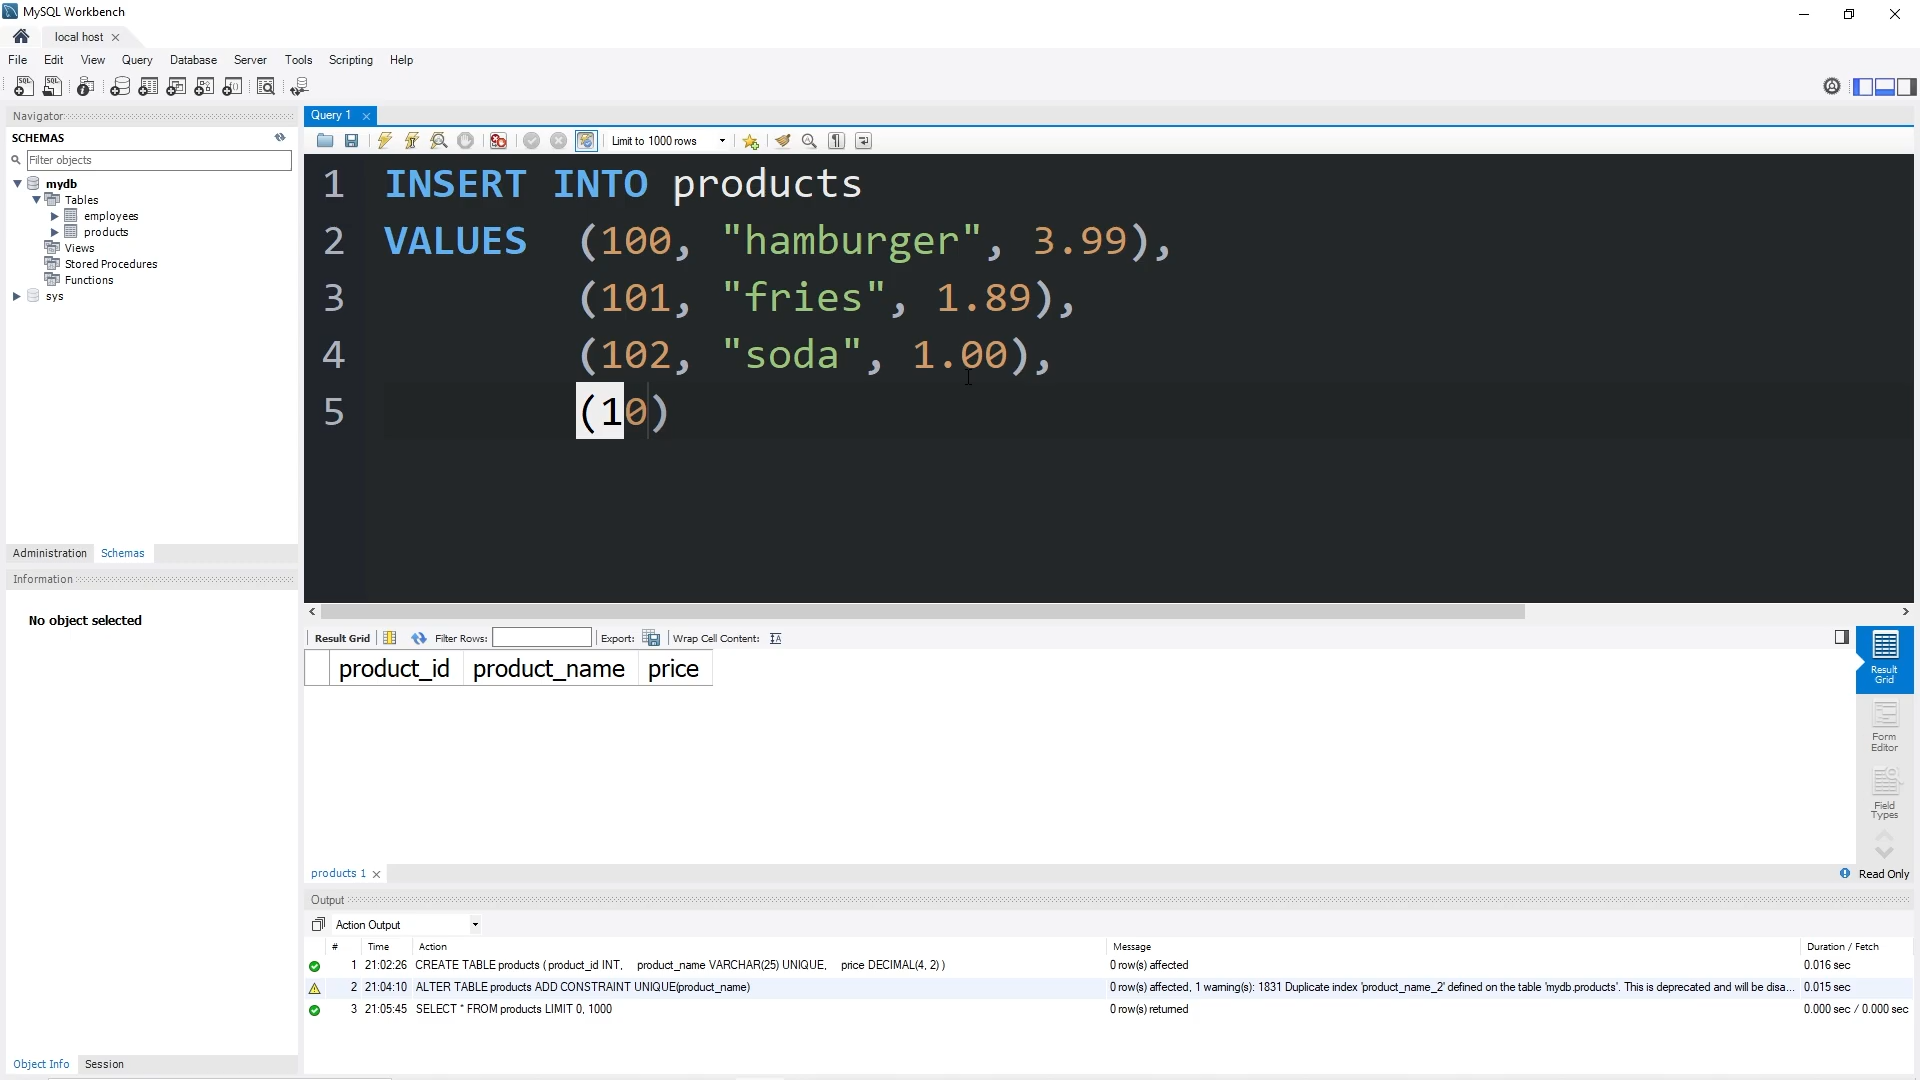 MySQL Workbench
local host
File Edit View Query Database Server Tools Scripting Help
Navigator
SCHEMAS
Filter objects
mydb
Tables
employees
products
Views
Stored Procedures
Functions
sys
Administration Schemas
Information
No object selected
Object Info Session
Query 1
Limit to 1000 rows
1 INSERT INTO products
2 VALUES (100, "hamburger", 3.99),
3 (101, "fries", 1.89),
4 (102, "soda", 1.00),
5 (10)
Result Grid Filter Rows: Export: Wrap Cell Content:
product_id product_name price
Result
Grid
Form
Editor
Field
Types
products 1 Read Only
Output
Action Output
# Time Action Message Duration / Fetch
1 21:02:26 CREATE TABLE products ( product_id INT, product_name VARCHAR(25) UNIQUE, price DECIMAL(4, 2) ) 0 row(s) affected 0.016 sec
2 21:04:10 ALTER TABLE products ADD CONSTRAINT UNIQUE(product_name) 0 row(s) affected, 1 warning(s): 1831 Duplicate index 'product_name_2' defined on the table 'mydb.products'. This is deprecated and will be disa... 0.015 sec
3 21:05:45 SELECT * FROM products LIMIT 0, 1000 0 row(s) returned 0.000 sec / 0.000 sec